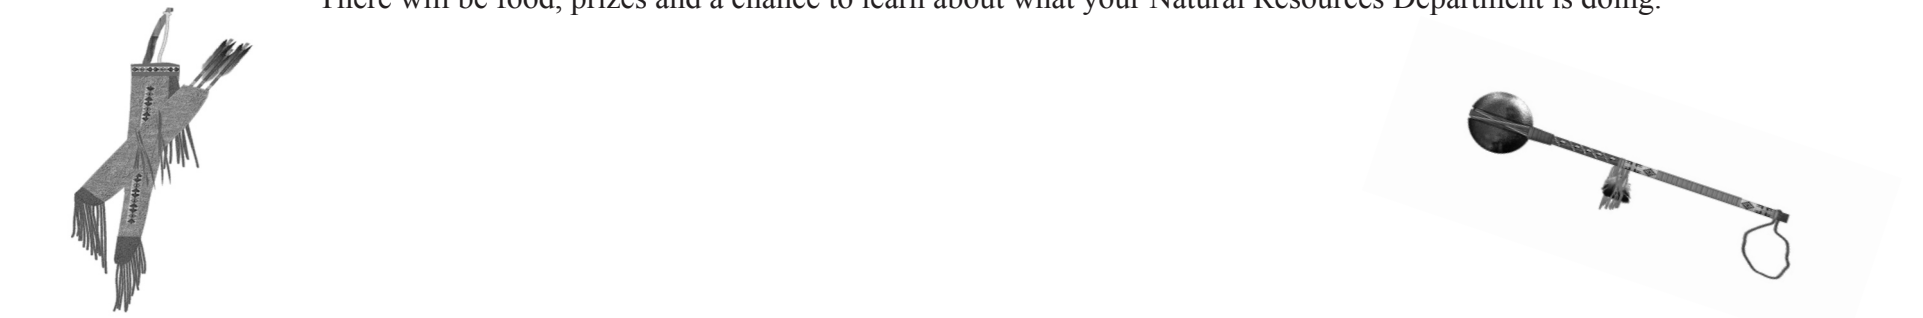 There will be food, prizes and a chance to learn about what your Natural Resources Department is doing.